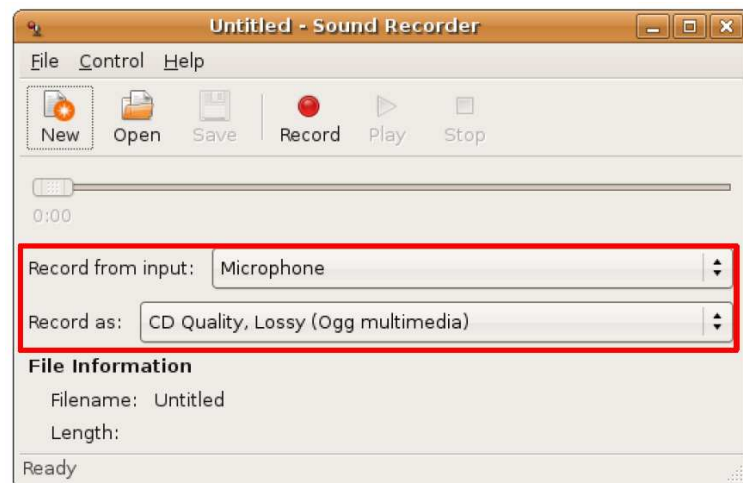 Untitled - Sound Recorder
File Control Help
New Open Save Record Play Stop
0:00
Record from input: Microphone
Record as: CD Quality, Lossy (Ogg multimedia)
File Information
Filename: Untitled
Length:
Ready